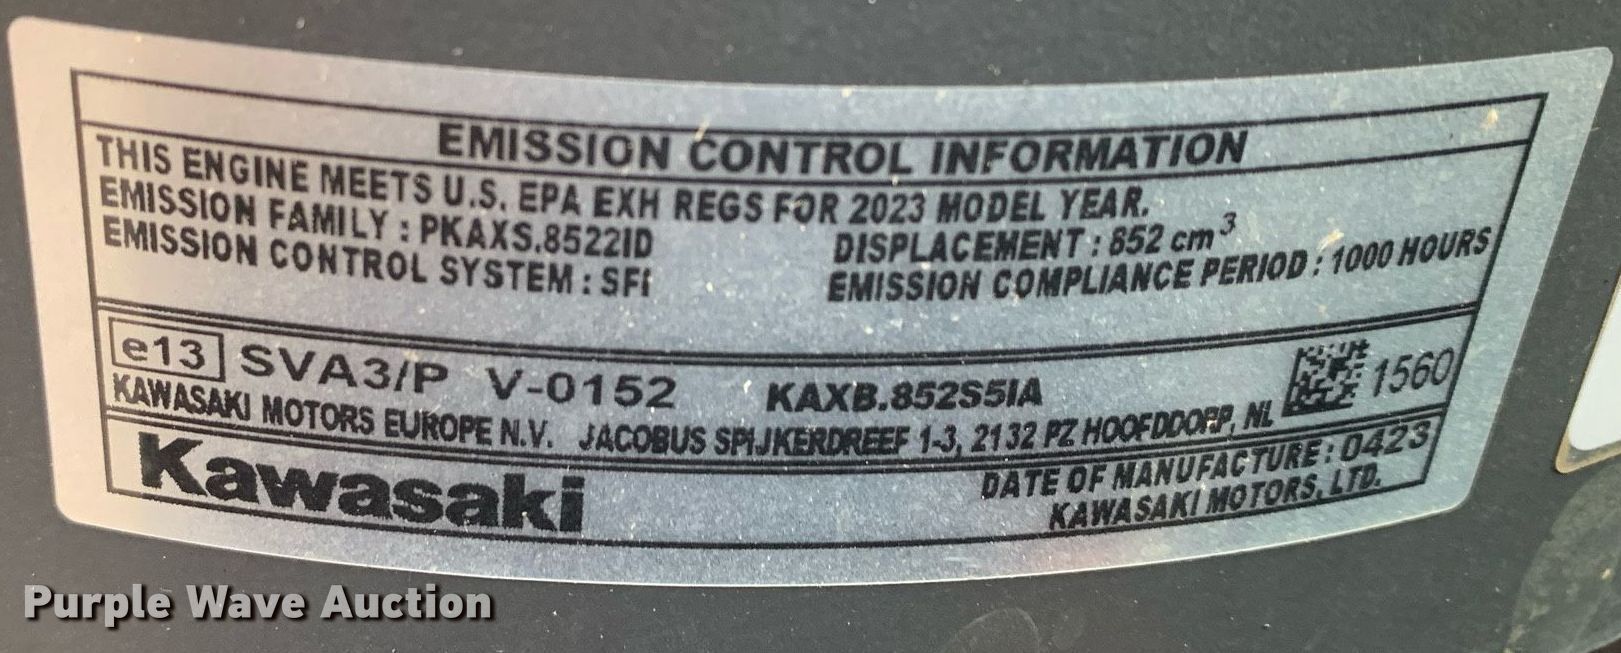 EMISSION CONTROL INFORMATION
THIS ENGINE MEETS U.S. EPA EXH REGS FOR 2023 MODEL YEAR.
EMISSION FAMILY : PKAXS.8522ID DISPLACEMENT : 852 cm³
EMISSION CONTROL SYSTEM : SFI EMISSION COMPLIANCE PERIOD : 1000 HOURS
e13 SVA3/P V-0152 KAXB.852S5IA 1560
KAWASAKI MOTORS EUROPE N.V. JACOBUS SPIJKERDREEF 1-3, 2132 PZ HOOFDDORP, NL
Kawasaki DATE OF MANUFACTURE : 0423
KAWASAKI MOTORS, LTD.
Purple Wave Auction